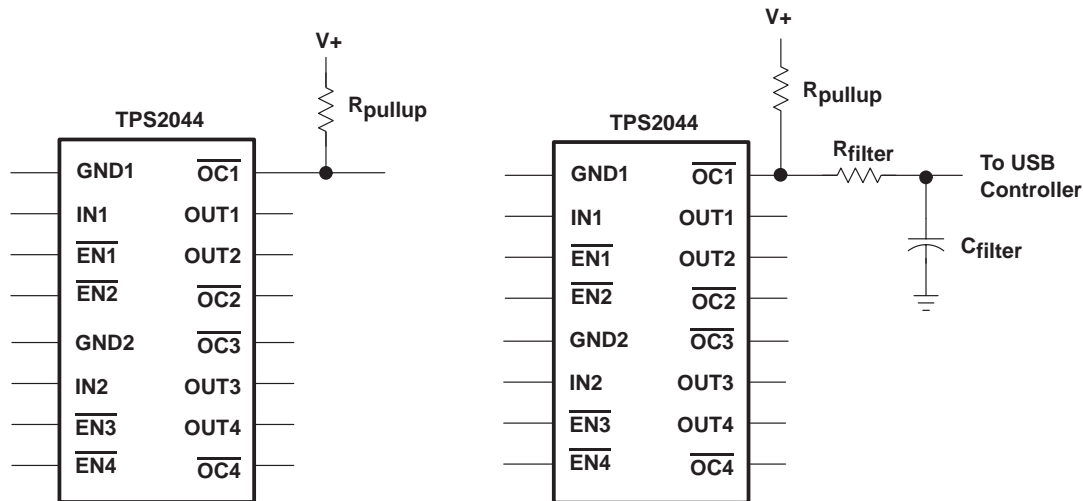 V+
Rpullup
TPS2044
GND1 OC1
IN1 OUT1
EN1 OUT2
EN2 OC2
GND2 OC3
IN2 OUT3
EN3 OUT4
EN4 OC4
V+
Rpullup
TPS2044
Rfilter
To USB
Controller
Cfilter
GND1 OC1
IN1 OUT1
EN1 OUT2
EN2 OC2
GND2 OC3
IN2 OUT3
EN3 OUT4
EN4 OC4